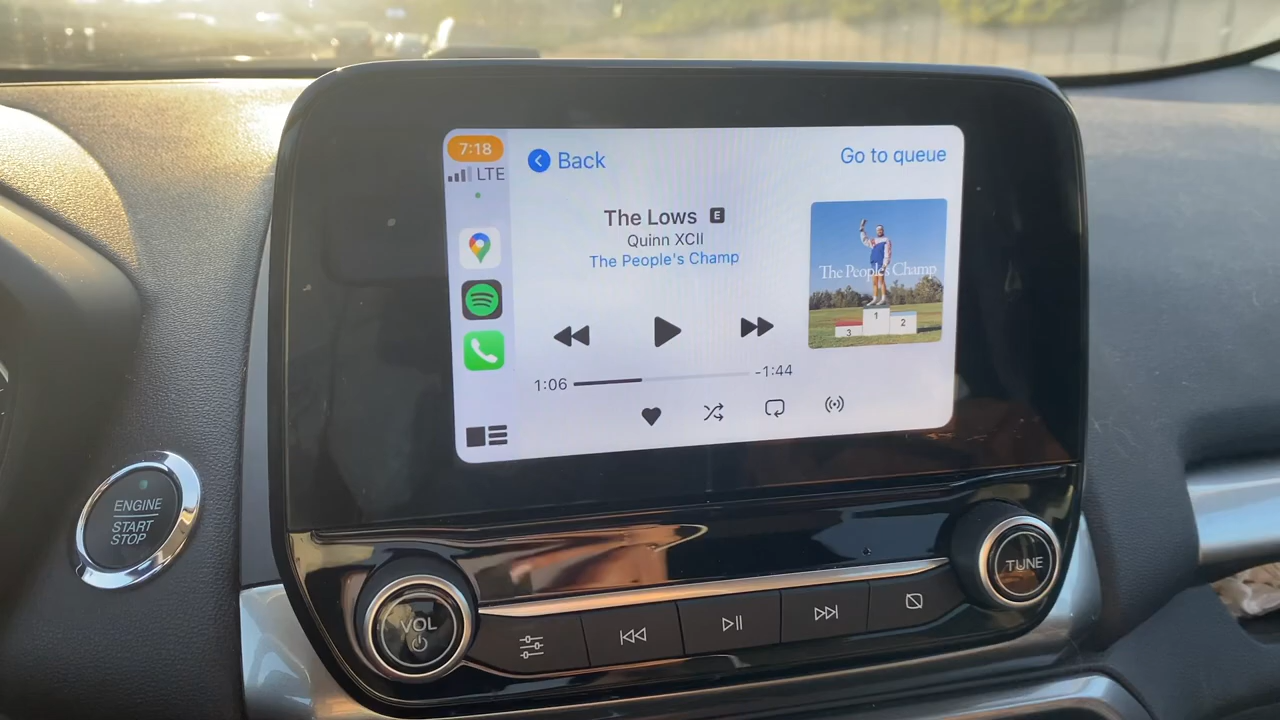 7:18
LTE
Back
Go to queue
The Lows E
Quinn XCII
The People's Champ
The People's Champ
1
2
3
1:06
-1:44
ENGINE
START
STOP
VOL
TUNE